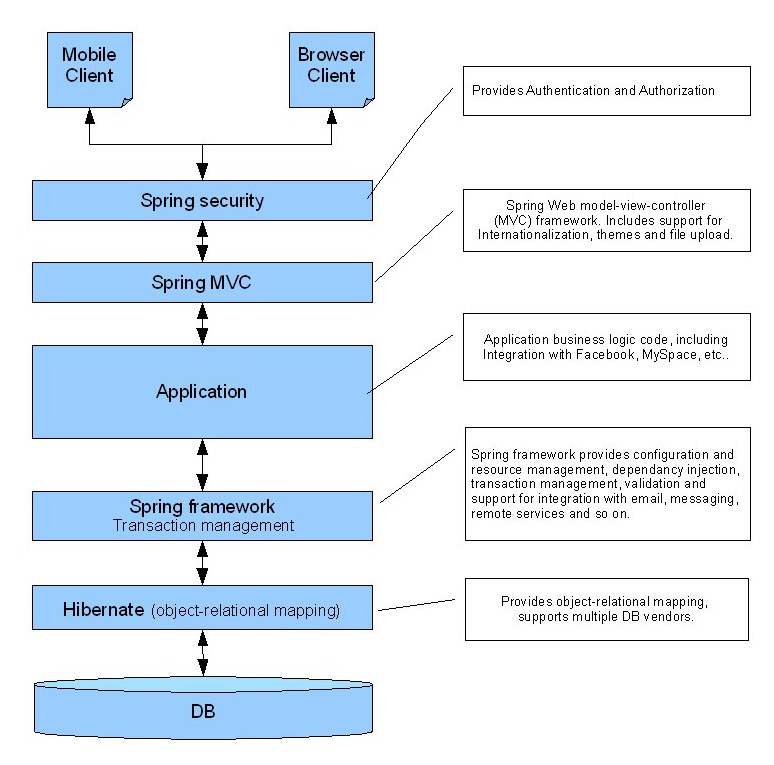 Mobile
Client
Browser
Client
Provides Authentication and Authorization
Spring security
Spring Web model-view-controller
(MVC) framework. Includes support for
Internationalization, themes and file upload.
Spring MVC
Application business logic code, including
Integration with Facebook, MySpace, etc..
Application
Spring framework provides configuration and
resource management, dependancy injection,
transaction management, validation and
support for integration with email, messaging,
remote services and so on.
Spring framework
Transaction management
Provides object-relational mapping,
supports multiple DB vendors.
Hibernate (object-relational mapping)
DB